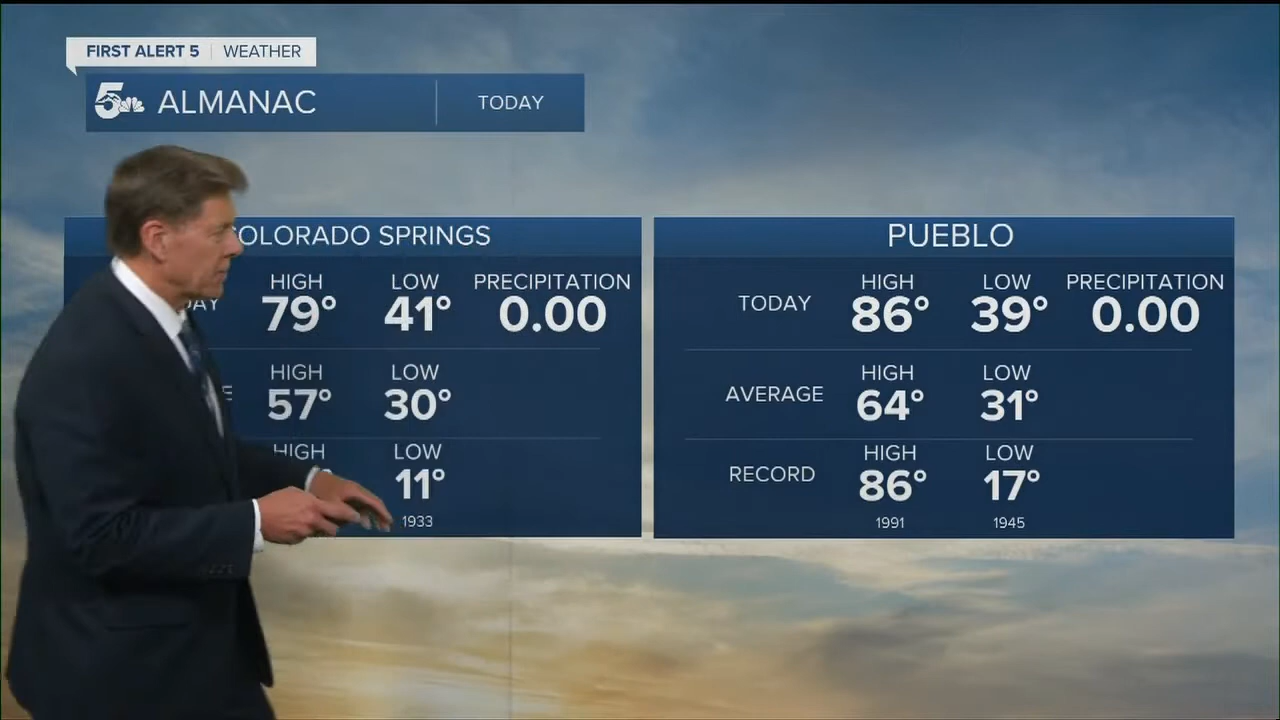 FIRST ALERT 5 WEATHER
5 ALMANAC TODAY
COLORADO SPRINGS
HIGH LOW PRECIPITATION
79° 41° 0.00
HIGH LOW
57° 30°
HIGH LOW
11°
1933
PUEBLO
HIGH LOW PRECIPITATION
TODAY 86° 39° 0.00
HIGH LOW
AVERAGE 64° 31°
HIGH LOW
RECORD 86° 17°
1991 1945